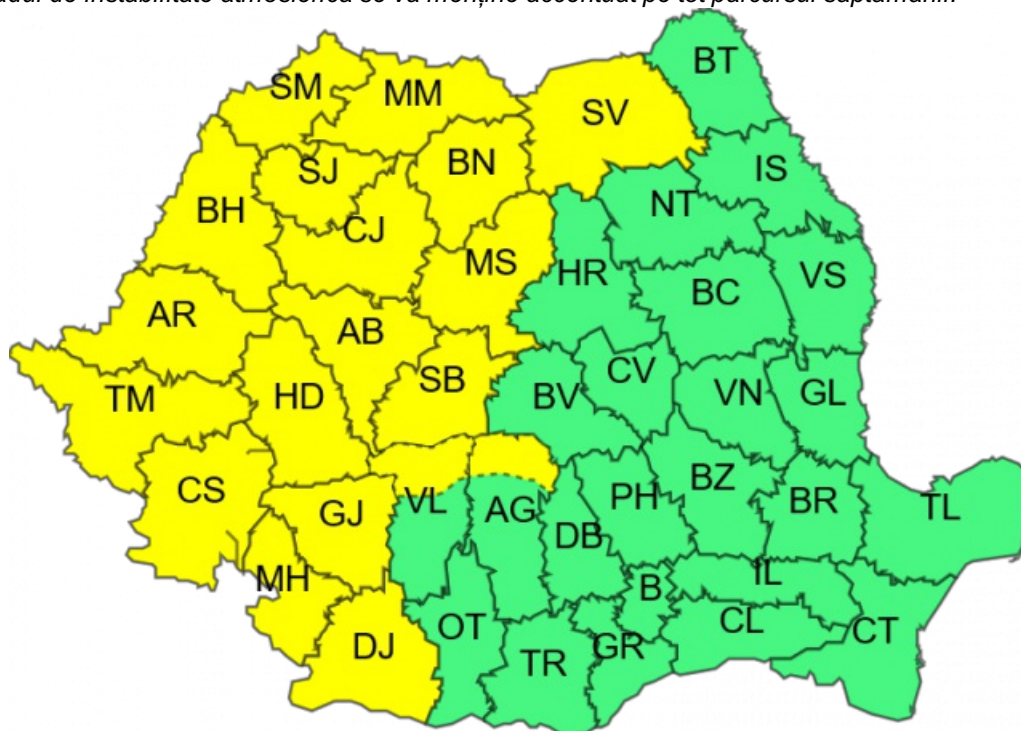 de instabilitate atmosferică se va menține accentuat pe tot parcursul
BT
SM
MM
SV
BN
IS
SJ
NT
BH
CJ
MS
HR
VS
BC
AR
AB
CV
SB
TM
HD
BV
VN
GL
CS
VL
PH
BZ
BR
TL
GJ
AG
DB
MH
IL
B
OT
CL
CT
DJ
TR
GR